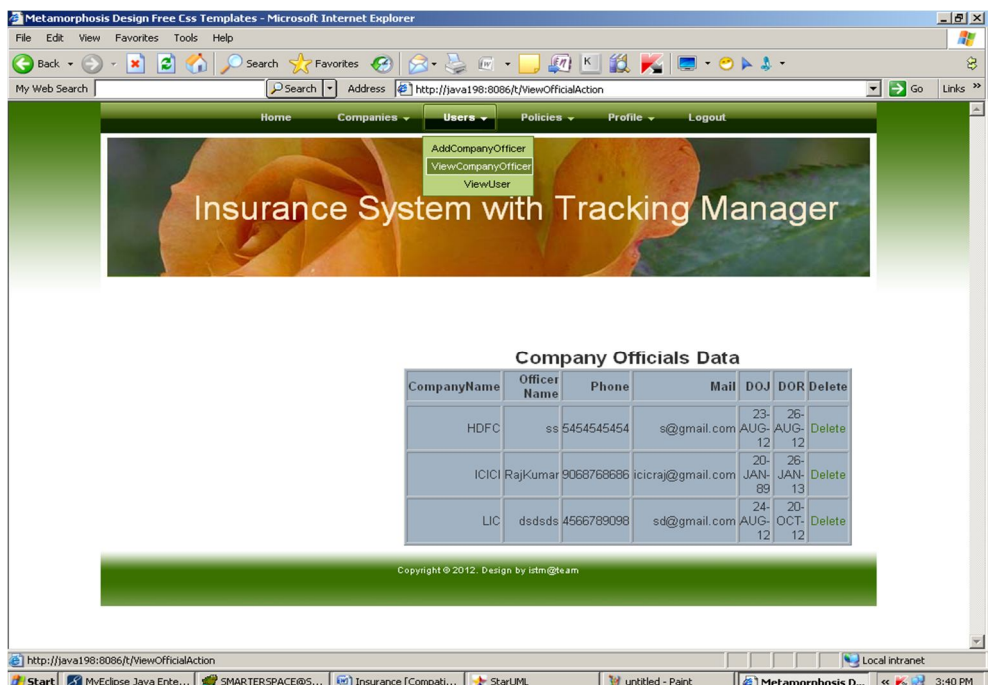 Metamorphosis Design Free Css Templates - Microsoft Internet Explorer
File Edit View Favorites Tools Help
Back Search Favorites
My Web Search Search Address http://java198:8086/t/ViewOfficialAction Go Links »
Home Companies Users Policies Profile Logout
AddCompanyOfficer
ViewCompanyOfficer
ViewUser
Insurance System with Tracking Manager
Company Officials Data
CompanyName Officer Name Phone Mail DOJ DOR Delete
HDFC ss 5454545454 s@gmail.com 23-AUG-12 26-AUG-12 Delete
ICICI RajKumar 9068768686 icicraj@gmail.com 20-JAN-89 26-JAN-13 Delete
LIC dsdsds 4566789098 sd@gmail.com 24-AUG-12 20-OCT-12 Delete
Copyright © 2012. Design by istm@team
http://java198:8086/t/ViewOfficialAction Local intranet
Start MyEclipse Java Ente... SMARTERSPACE@S... Insurance [Compati... StarUML untitled - Paint Metamorphosis D... « 3:40 PM